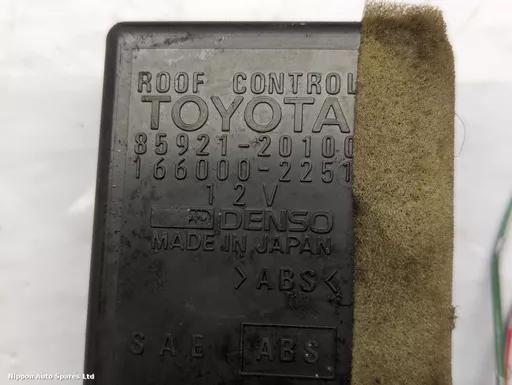 ROOF CONTROL
TOYOTA
85921-20100
166000-2251
12V
DENSO
MADE IN JAPAN
>ABS<
SAE ABS
Nippon Auto Spares Ltd